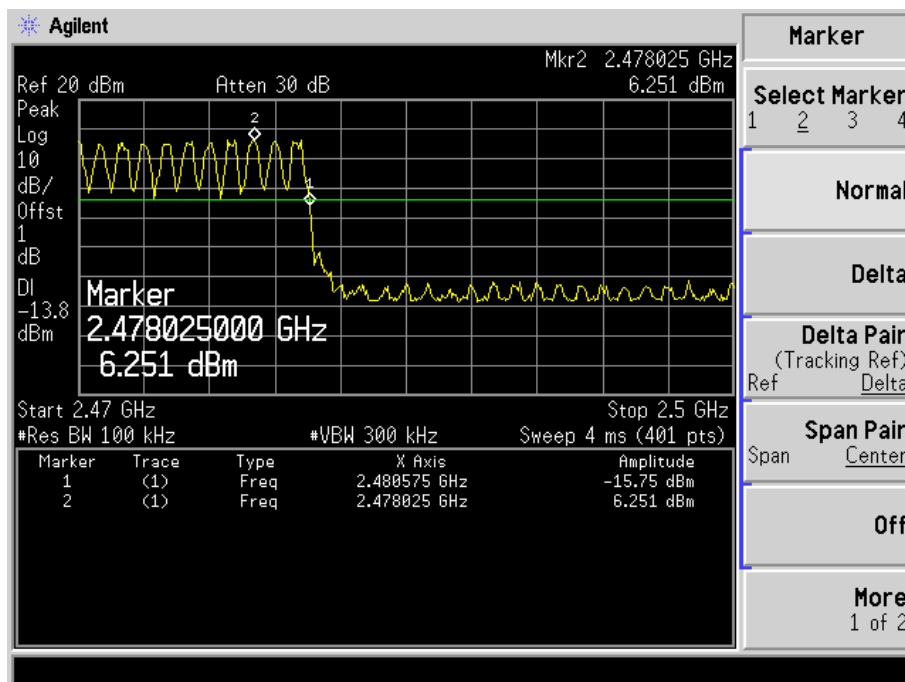 Agilent
Mkr2 2.478025 GHz
Ref 20 dBm Atten 30 dB 6.251 dBm
Peak
Log
10
dB/
Offst
1
dB
DI
-13.8
dBm
2
1
Marker
2.478025000 GHz
6.251 dBm
Start 2.47 GHz Stop 2.5 GHz
#Res BW 100 kHz #VBW 300 kHz Sweep 4 ms (401 pts)
Marker Trace Type X Axis Amplitude
1 (1) Freq 2.480575 GHz -15.75 dBm
2 (1) Freq 2.478025 GHz 6.251 dBm
Marker
Select Marker
1 2 3 4
Normal
Delta
Delta Pair
(Tracking Ref)
Ref Delta
Span Pair
Span Center
Off
More
1 of 2